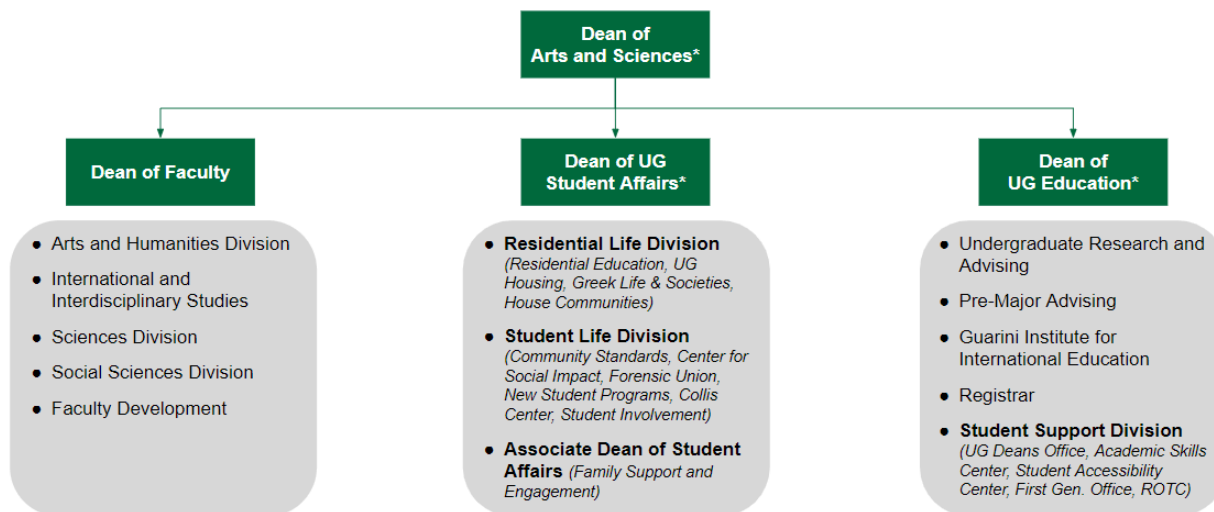 Dean of
Arts and Sciences*
Dean of Faculty
● Arts and Humanities Division
● International and
Interdisciplinary Studies
● Sciences Division
● Social Sciences Division
● Faculty Development
Dean of UG
Student Affairs*
● Residential Life Division
(Residential Education, UG
Housing, Greek Life & Societies,
House Communities)
● Student Life Division
(Community Standards, Center for
Social Impact, Forensic Union,
New Student Programs, Collis
Center, Student Involvement)
● Associate Dean of Student
Affairs (Family Support and
Engagement)
Dean of
UG Education*
● Undergraduate Research and
Advising
● Pre-Major Advising
● Guarini Institute for
International Education
● Registrar
● Student Support Division
(UG Deans Office, Academic Skills
Center, Student Accessibility
Center, First Gen. Office, ROTC)